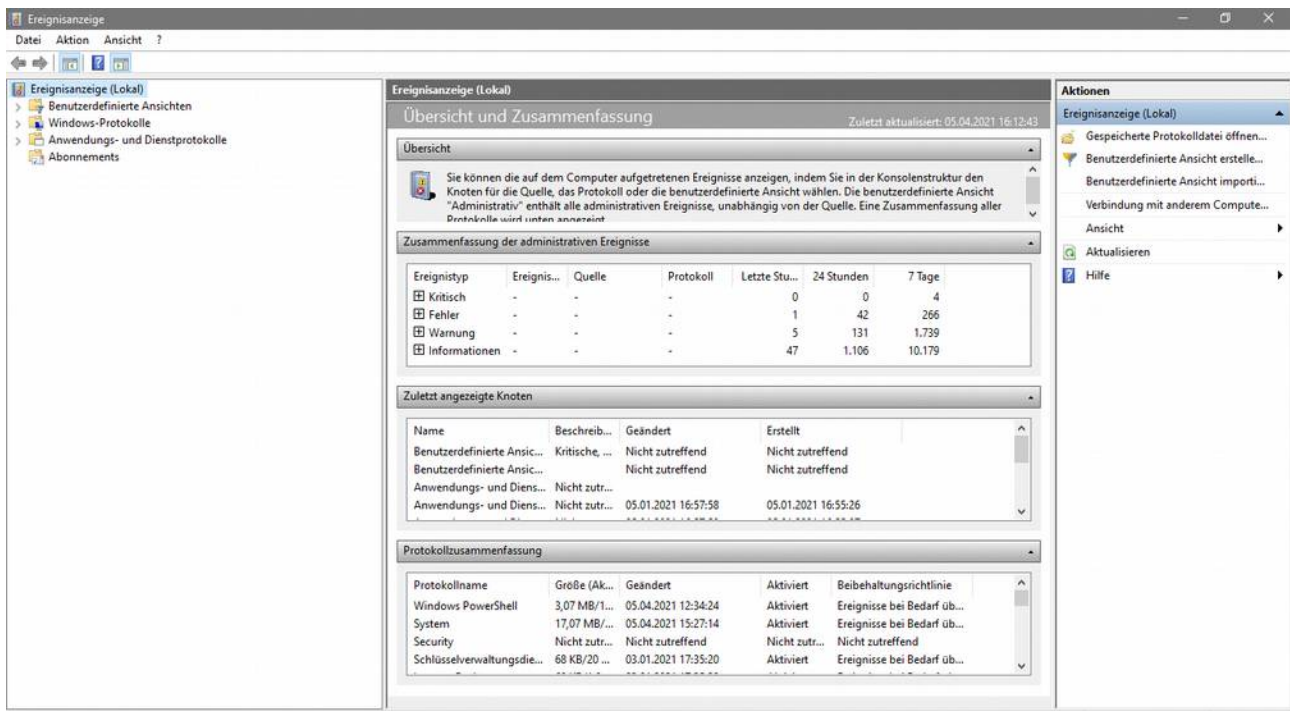 Ereignisanzeige
Datei Aktion Ansicht ?
Ereignisanzeige (Lokal)
Benutzerdefinierte Ansichten
Windows-Protokolle
Anwendungs- und Dienstprotokolle
Abonnements
Ereignisanzeige (Lokal)
Übersicht und Zusammenfassung Zuletzt aktualisiert: 05.04.2021 16:12:43
Übersicht
Sie können die auf dem Computer aufgetretenen Ereignisse anzeigen, indem Sie in der Konsolenstruktur den
Knoten für die Quelle, das Protokoll oder die benutzerdefinierte Ansicht wählen. Die benutzerdefinierte Ansicht
"Administrativ" enthält alle administrativen Ereignisse, unabhängig von der Quelle. Eine Zusammenfassung aller
Protokolle wird unten angezeigt
Zusammenfassung der administrativen Ereignisse
Ereignistyp Ereignis... Quelle Protokoll Letzte Stu... 24 Stunden 7 Tage
Kritisch - - - 0 0 4
Fehler - - - 1 42 266
Warnung - - - 5 131 1.739
Informationen - - - 47 1.106 10.179
Zuletzt angezeigte Knoten
Name Beschreib... Geändert Erstellt
Benutzerdefinierte Ansic... Kritische, ... Nicht zutreffend Nicht zutreffend
Benutzerdefinierte Ansic... Nicht zutreffend Nicht zutreffend
Anwendungs- und Diens... Nicht zutr...
Anwendungs- und Diens... Nicht zutr... 05.01.2021 16:57:58 05.01.2021 16:55:26
Protokollzusammenfassung
Protokollname Größe (Ak... Geändert Aktiviert Beibehaltungsrichtlinie
Windows PowerShell 3,07 MB/1... 05.04.2021 12:34:24 Aktiviert Ereignisse bei Bedarf üb...
System 17,07 MB/... 05.04.2021 15:27:14 Aktiviert Ereignisse bei Bedarf üb...
Security Nicht zutr... Nicht zutreffend Nicht zutr... Nicht zutreffend
Schlüsselverwaltungsdie... 68 KB/20 ... 03.01.2021 17:35:20 Aktiviert Ereignisse bei Bedarf üb...
Aktionen
Ereignisanzeige (Lokal)
Gespeicherte Protokolldatei öffnen...
Benutzerdefinierte Ansicht erstelle...
Benutzerdefinierte Ansicht importi...
Verbindung mit anderem Compute...
Ansicht
Aktualisieren
Hilfe